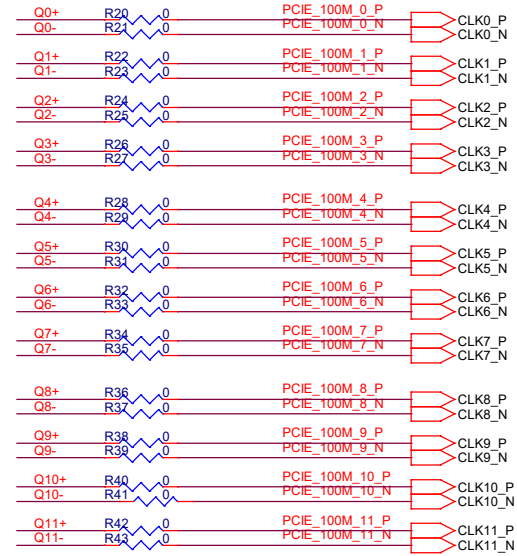 Q0+ R20 0 PCIE_100M_0_P CLK0_P
Q0- R21 0 PCIE_100M_0_N CLK0_N
Q1+ R22 0 PCIE_100M_1_P CLK1_P
Q1- R23 0 PCIE_100M_1_N CLK1_N
Q2+ R24 0 PCIE_100M_2_P CLK2_P
Q2- R25 0 PCIE_100M_2_N CLK2_N
Q3+ R26 0 PCIE_100M_3_P CLK3_P
Q3- R27 0 PCIE_100M_3_N CLK3_N
Q4+ R28 0 PCIE_100M_4_P CLK4_P
Q4- R29 0 PCIE_100M_4_N CLK4_N
Q5+ R30 0 PCIE_100M_5_P CLK5_P
Q5- R31 0 PCIE_100M_5_N CLK5_N
Q6+ R32 0 PCIE_100M_6_P CLK6_P
Q6- R33 0 PCIE_100M_6_N CLK6_N
Q7+ R34 0 PCIE_100M_7_P CLK7_P
Q7- R35 0 PCIE_100M_7_N CLK7_N
Q8+ R36 0 PCIE_100M_8_P CLK8_P
Q8- R37 0 PCIE_100M_8_N CLK8_N
Q9+ R38 0 PCIE_100M_9_P CLK9_P
Q9- R39 0 PCIE_100M_9_N CLK9_N
Q10+ R40 0 PCIE_100M_10_P CLK10_P
Q10- R41 0 PCIE_100M_10_N CLK10_N
Q11+ R42 0 PCIE_100M_11_P CLK11_P
Q11- R43 0 PCIE_100M_11_N CLK11_N